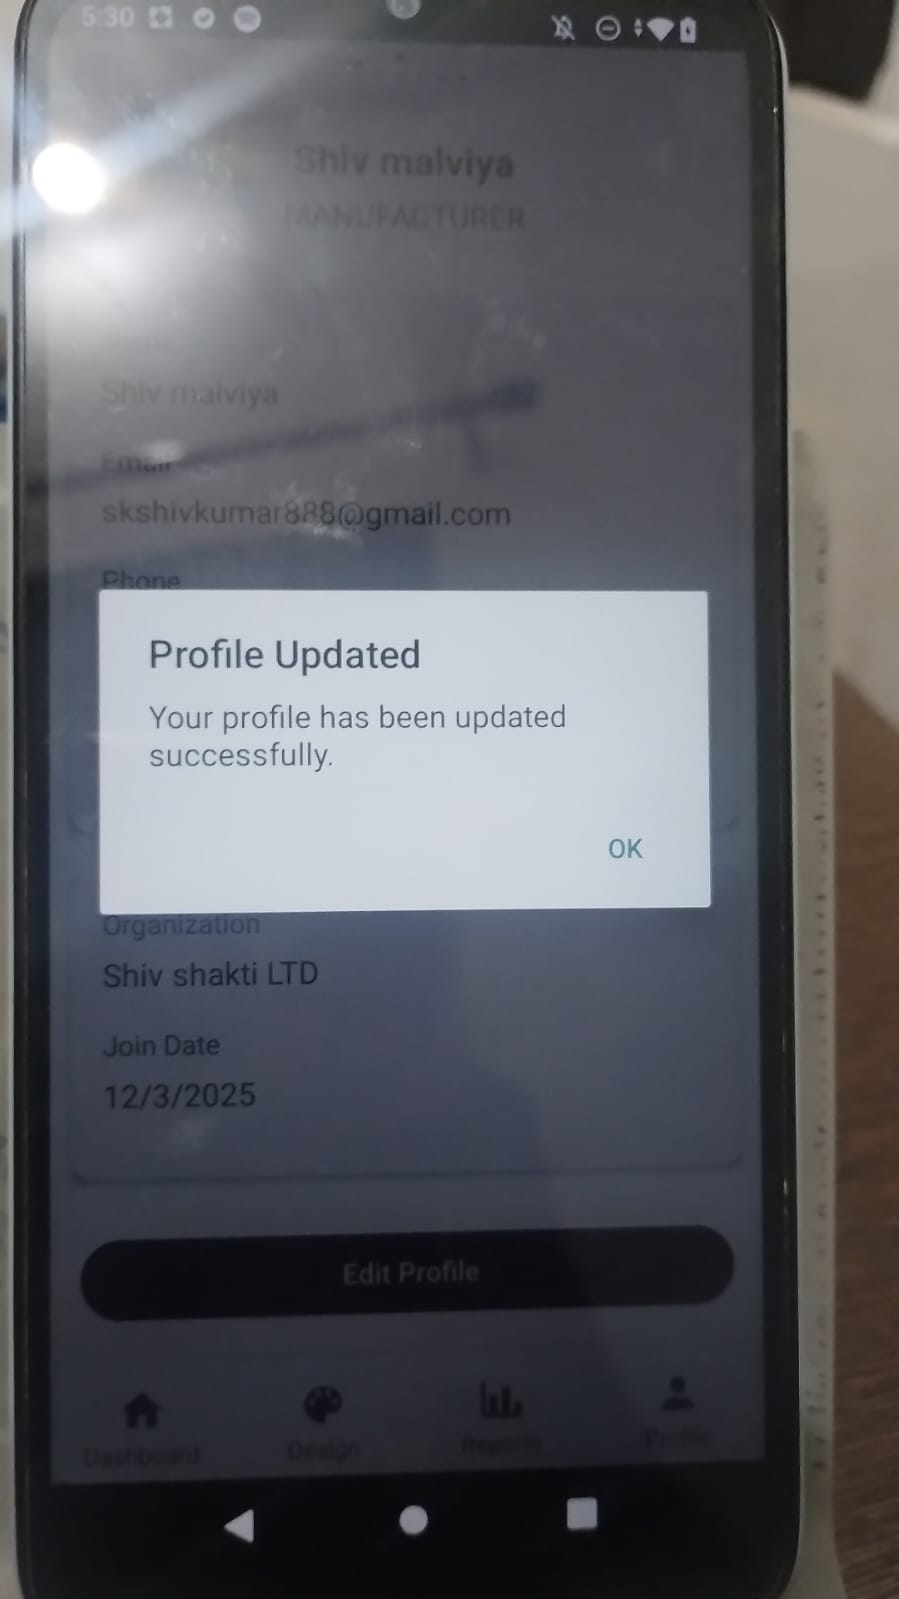 5:30
Shiv malviya
MANUFACTURER
Shiv malviya
Email
skshivkumar888@gmail.com
Phone
Profile Updated
Your profile has been updated
successfully.
OK
Organization
Shiv shakti LTD
Join Date
12/3/2025
Edit Profile
Dashboard
Design
Reports
Profile